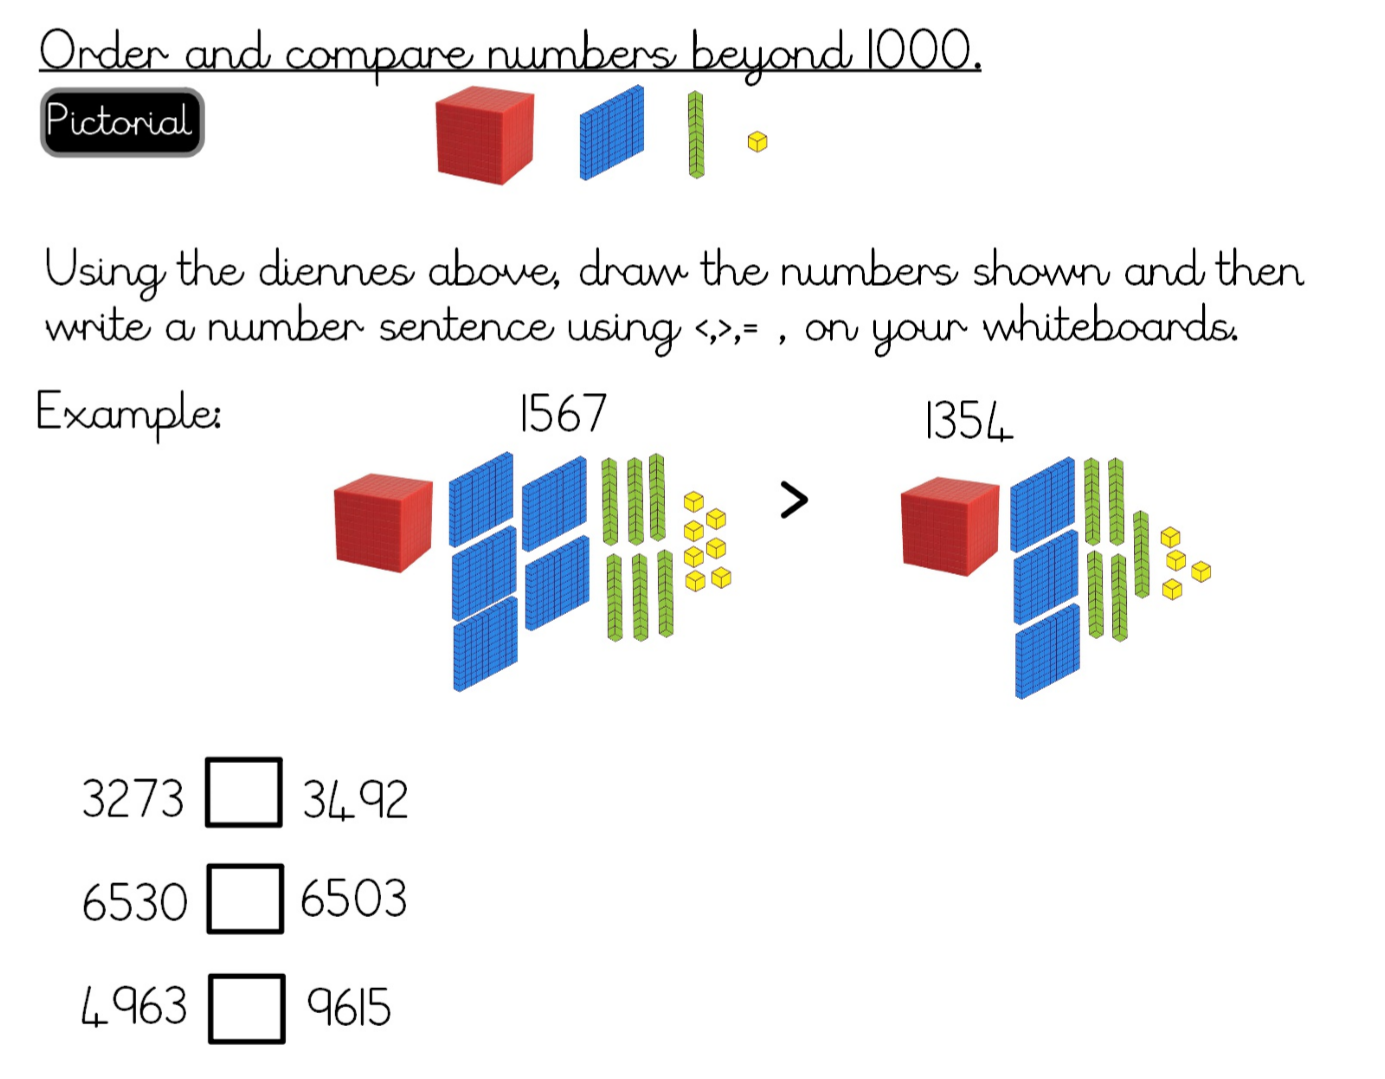 Order and compare numbers beyond 1000.
Pictorial
Using the diennes above, draw the numbers shown and then
write a number sentence using <,>,= , on your whiteboards.
Example:
1567
1354
>
3273 3492
6530 6503
4963 9615